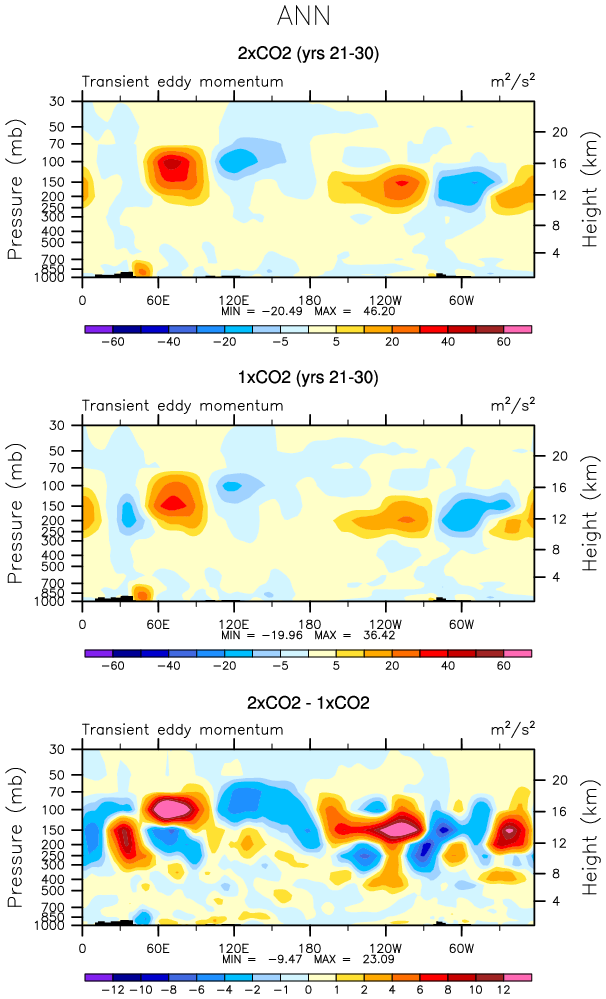 ANN
2xCO2 (yrs 21-30)
Transient eddy momentum m²/s²
Pressure (mb)
30
50
70
100
150
200
250
300
400
500
700
850
1000
Height (km)
20
16
12
8
4
0 60E 120E 180 120W 60W
MIN = −20.49 MAX = 46.20
−60 −40 −20 −5 5 20 40 60
1xCO2 (yrs 21-30)
Transient eddy momentum m²/s²
Pressure (mb)
30
50
70
100
150
200
250
300
400
500
700
850
1000
Height (km)
20
16
12
8
4
0 60E 120E 180 120W 60W
MIN = −19.96 MAX = 36.42
−60 −40 −20 −5 5 20 40 60
2xCO2 - 1xCO2
Transient eddy momentum m²/s²
Pressure (mb)
30
50
70
100
150
200
250
300
400
500
700
850
1000
Height (km)
20
16
12
8
4
0 60E 120E 180 120W 60W
MIN = −9.47 MAX = 23.09
−12 −10 −8 −6 −4 −2 −1 0 1 2 4 6 8 10 12